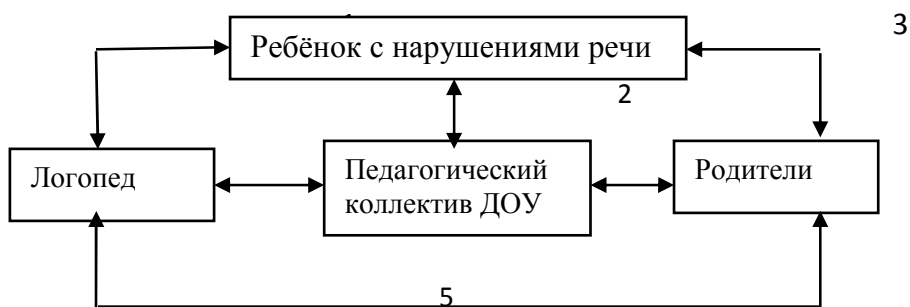 3
Ребёнок с нарушениями речи
2
Логопед
Педагогический
коллектив ДОУ
Родители
5